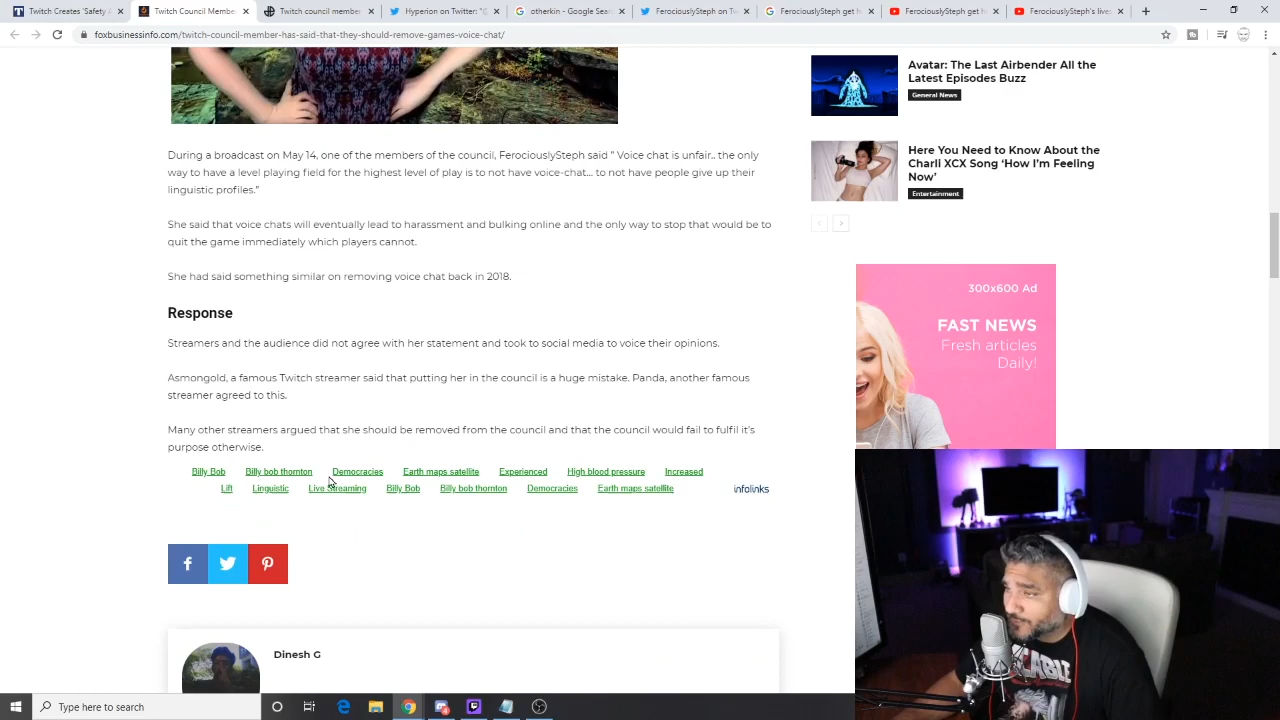 Twitch announces Safety A
Twitch Council Member Ha
Twitch Council Member Ha
Hyperion on Twitter: "@
otherkin - Google Sear
FerociouslySteph on Tw
FerociouslySteph get h
FerociouslySteph get h
FerociouslySteph's live
foxbusinessinfo.com/twitch-council-member-has-said-that-they-should-remove-games-voice-chat/
During a broadcast on May 14, one of the members of the council, FerociouslySteph said " Voice chat is unfair.. the only
way to have a level playing field for the highest level of play is to not have voice-chat... to not have people give up their
linguistic profiles."
She said that voice chats will eventually lead to harassment and bulking online and the only way to stop that would be to
quit the game immediately which players cannot.
She had said something similar on removing voice chat back in 2018.
Response
Streamers and the audience did not agree with her statement and took to social media to voice their opinions.
Asmongold, a famous Twitch streamer said that putting her in the council is a huge mistake. Panda, another famous
streamer agreed to this.
Many other streamers argued that she should be removed from the council and that the council would fail to fulfil it's
purpose otherwise.
Billy Bob Billy bob thornton Democracies Earth maps satellite Experienced High blood pressure Increased
Lift Linguistic Live Streaming Billy Bob Billy bob thornton Democracies Earth maps satellite
infolinks
Dinesh G
Avatar: The Last Airbender All the
Latest Episodes Buzz
General News
Here You Need to Know About the
Charli XCX Song 'How I'm Feeling
Now'
Entertainment
300x600 Ad
FAST NEWS
Fresh articles
Daily!
Type here to search